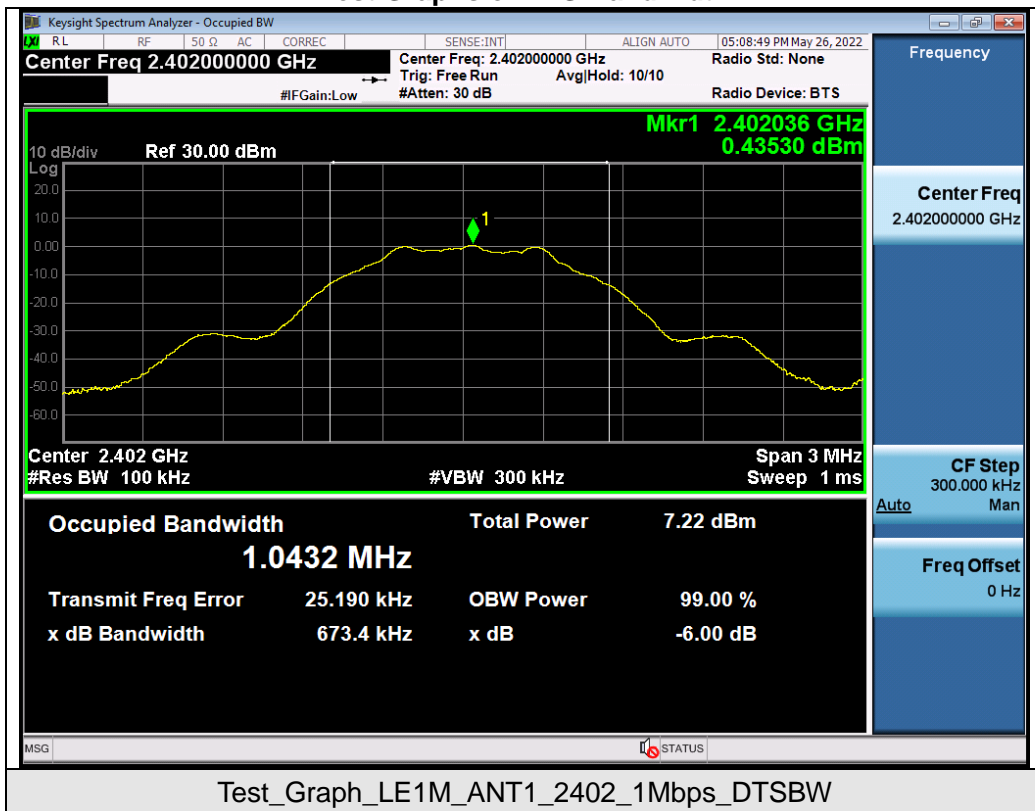 Keysight Spectrum Analyzer - Occupied BW
LXI RL RF 50 Ω AC CORREC SENSE:INT ALIGN AUTO 05:08:49 PM May 26, 2022
Center Freq 2.402000000 GHz
Center Freq: 2.402000000 GHz
Radio Std: None
Trig: Free Run Avg|Hold: 10/10
#IFGain:Low
#Atten: 30 dB
Radio Device: BTS
Frequency
Mkr1 2.402036 GHz
0.43530 dBm
10 dB/div Ref 30.00 dBm
Log
20.0
10.0
0.00
-10.0
-20.0
-30.0
-40.0
-50.0
-60.0
1
Center 2.402 GHz
Span 3 MHz
#Res BW 100 kHz
#VBW 300 kHz
Sweep 1 ms
Center Freq
2.402000000 GHz
CF Step
300.000 kHz
Auto Man
Freq Offset
0 Hz
Occupied Bandwidth
1.0432 MHz
Total Power 7.22 dBm
Transmit Freq Error 25.190 kHz
OBW Power 99.00 %
x dB Bandwidth 673.4 kHz
x dB -6.00 dB
MSG
STATUS
Test_Graph_LE1M_ANT1_2402_1Mbps_DTSBW